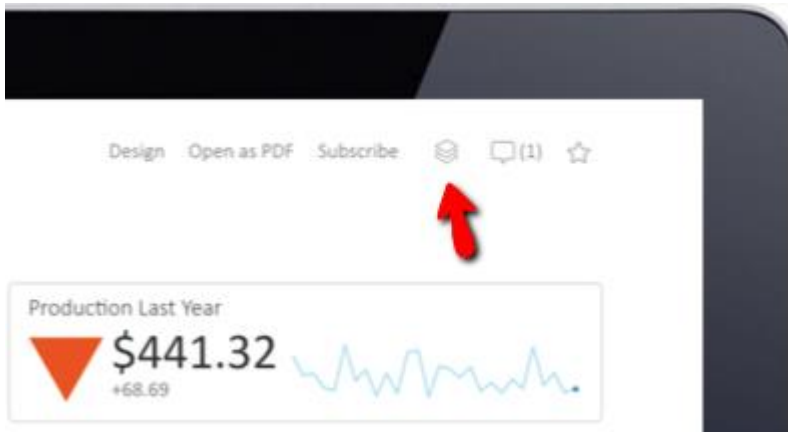 Design Open as PDF Subscribe (1)
Production Last Year
$441.32
+68.69